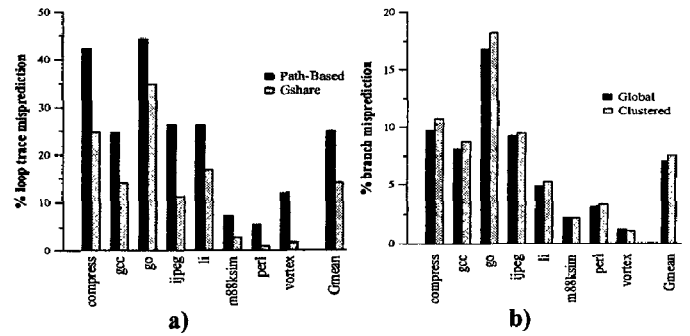 % loop trace misprediction
50
40
30
20
10
0
Path-Based
Gshare
compress
gcc
go
ijpeg
li
m88ksim
perl
vortex
Gmean
a)
% branch misprediction
20
15
10
5
0
Global
Clustered
compress
gcc
go
ijpeg
li
m88ksim
perl
vortex
Gmean
b)